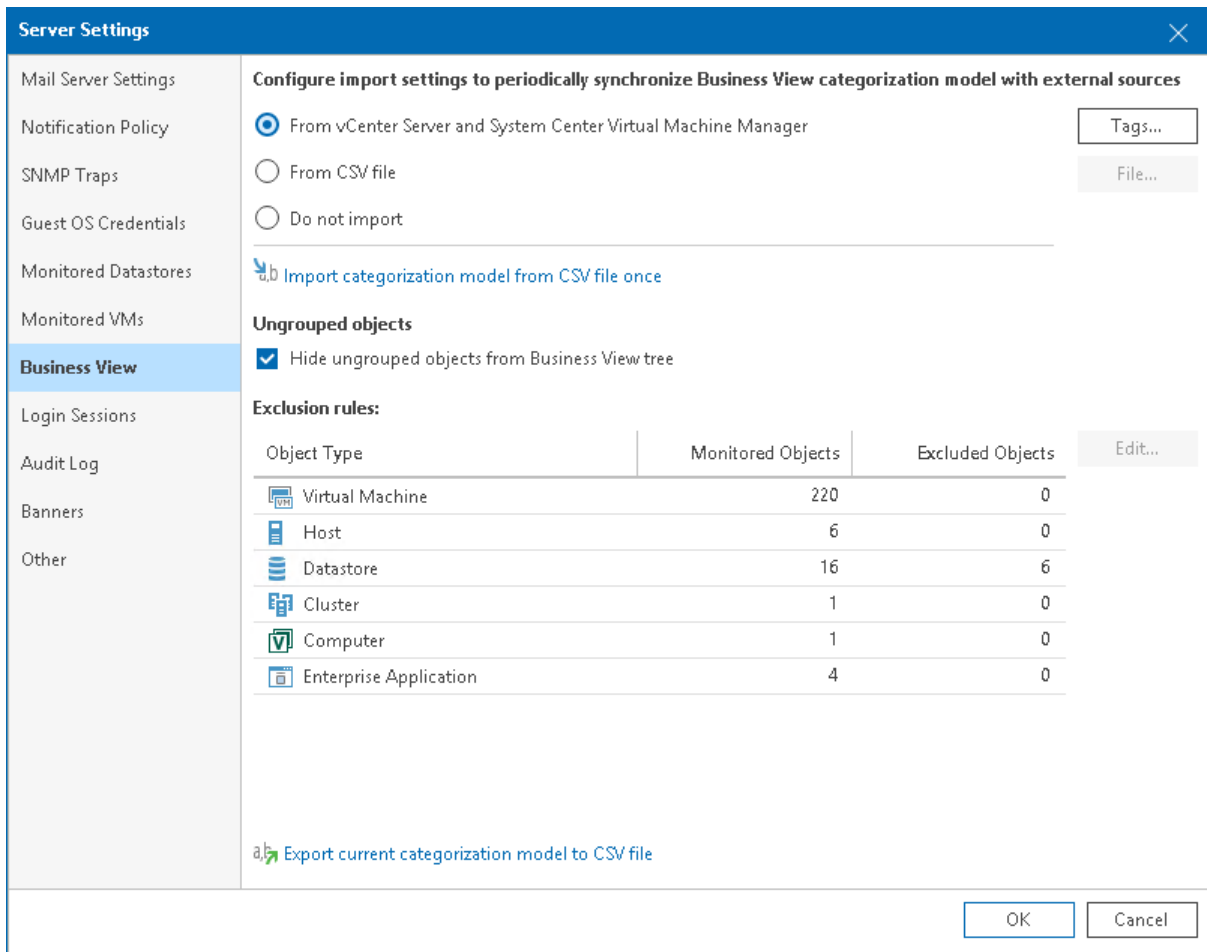 Server Settings
Mail Server Settings
Notification Policy
SNMP Traps
Guest OS Credentials
Monitored Datastores
Monitored VMs
Business View
Login Sessions
Audit Log
Banners
Other
Configure import settings to periodically synchronize Business View categorization model with external sources
From vCenter Server and System Center Virtual Machine Manager
Tags...
From CSV file
File...
Do not import
a,b Import categorization model from CSV file once
Ungrouped objects
Hide ungrouped objects from Business View tree
Exclusion rules:
Object Type Monitored Objects Excluded Objects
Edit...
VM Virtual Machine 220 0
Host 6 0
Datastore 16 6
Cluster 1 0
V Computer 1 0
Enterprise Application 4 0
a,b Export current categorization model to CSV file
OK Cancel